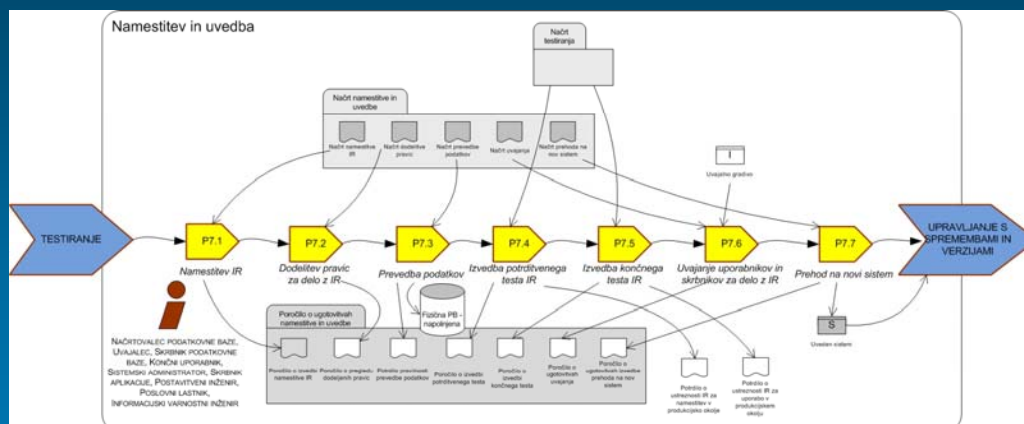 Namestitev in uvedba
Načrt
testiranja
Načrt namestitve in
uvedbe
Načrt namestitve
IR
Načrt dodelitve
pravic
Načrt prevedbe
podatkov
Načrt uvajanja
Načrt prehoda na
nov sistem
I
Uvajalno gradivo
TESTIRANJE
P7.1
P7.2
P7.3
P7.4
P7.5
P7.6
P7.7
UPRAVLJANJE S
SPREMEMBAMI IN
VERZIJAMI
Namestitev IR
Dodelitev pravic
za delo z IR
Prevedba podatkov
Izvedba potrditvenega
testa IR
Izvedba končnega
testa IR
Uvajanje uporabnikov in
skrbnikov za delo z IR
Prehod na novi sistem
Fizična PB -
napolnjena
S
Uveden sistem
NAČRTOVALEC PODATKOVNE BAZE,
UVAJALEC, SKRBNIK PODATKOVNE
BAZE, KONČNI UPORABNIK,
SISTEMSKI ADMINISTRATOR, SKRBNIK
APLIKACIJE, POSTAVITVENI INŽENIR,
POSLOVNI LASTNIK,
INFORMACIJSKI VARNOSTNI INŽENIR
Poročilo o ugotovitvah
namestitve in uvedbe
Poročilo o izvedbi
namestitve IR
Poročilo o pregledu
dodeljenih pravic
Potrdilo pravilnosti
prevedbe podatkov
Poročilo o izvedbi
potrditvenega testa
Poročilo o
izvedbi
končnega testa
Poročilo o
ugotovitvah
uvajanja
Poročilo o
ugotovitvah izvedbe
prehoda na nov
sistem
Potrdilo o
ustreznosti IR za
namestitev v
produkcijsko okolje
Potrdilo o
ustreznosti IR za
uporabo v
produkcijskem
okolju